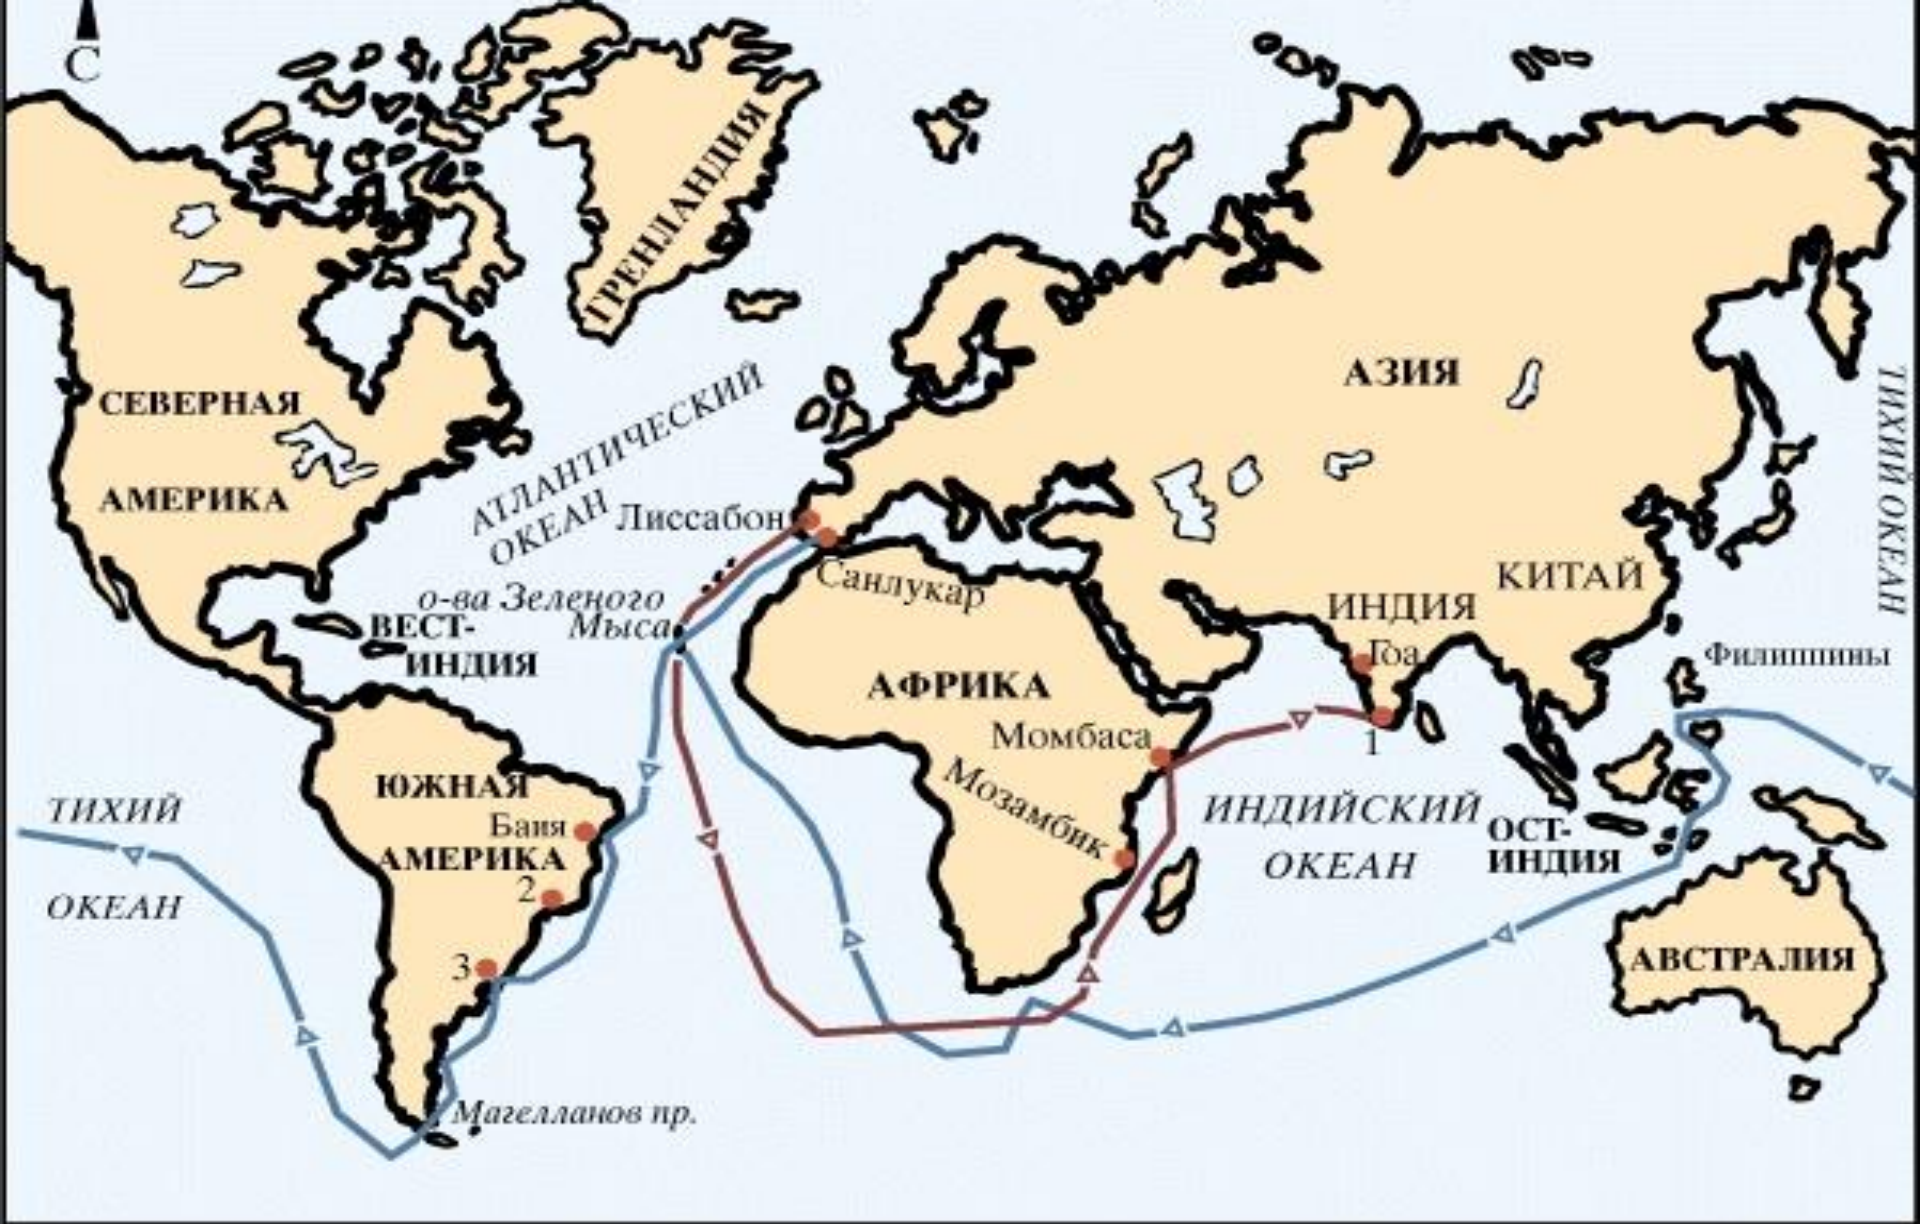 С
ГРЕНЛАНДИЯ
СЕВЕРНАЯ
АМЕРИКА
АЗИЯ
АТЛАНТИЧЕСКИЙ
ОКЕАН
ТИХИЙ ОКЕАН
Лиссабон
Санлукар
о-ва Зеленого
Мыса
ВЕСТ-
ИНДИЯ
КИТАЙ
ИНДИЯ
Гоа
Филиппины
АФРИКА
Момбаса
1
Мозамбик
ЮЖНАЯ
АМЕРИКА
Баия
2
3
ТИХИЙ
ОКЕАН
ИНДИЙСКИЙ
ОКЕАН
ОСТ-
ИНДИЯ
АВСТРАЛИЯ
Магелланов пр.